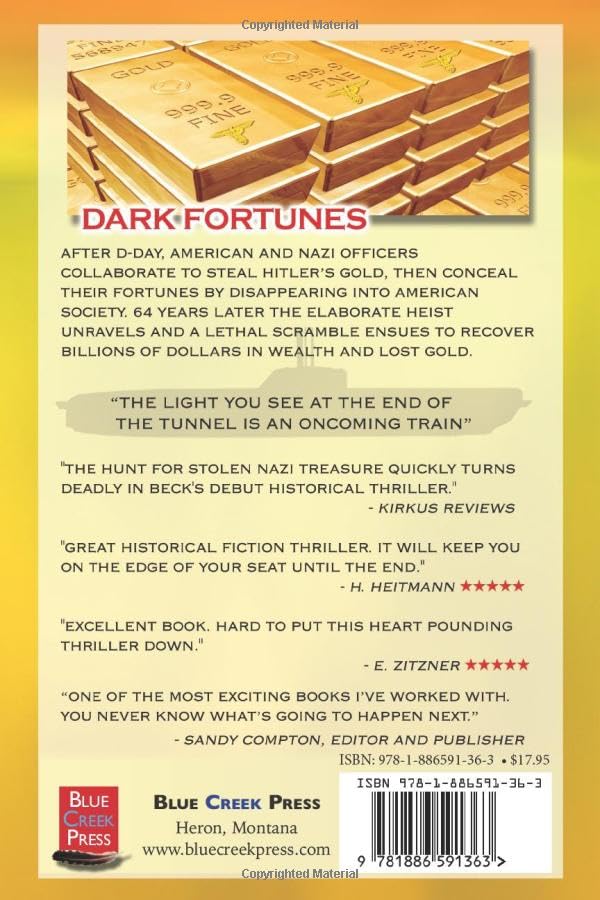 Copyrighted Material
FINE
568947
GOLD
999.9
FINE
GOLD
999.9
FINE
FINE
999.9
DARK FORTUNES
AFTER D-DAY, AMERICAN AND NAZI OFFICERS
COLLABORATE TO STEAL HITLER'S GOLD, THEN CONCEAL
THEIR FORTUNES BY DISAPPEARING INTO AMERICAN
SOCIETY. 64 YEARS LATER THE ELABORATE HEIST
UNRAVELS AND A LETHAL SCRAMBLE ENSUES TO RECOVER
BILLIONS OF DOLLARS IN WEALTH AND LOST GOLD.
“THE LIGHT YOU SEE AT THE END OF
THE TUNNEL IS AN ONCOMING TRAIN”
"THE HUNT FOR STOLEN NAZI TREASURE QUICKLY TURNS
DEADLY IN BECK'S DEBUT HISTORICAL THRILLER."
- KIRKUS REVIEWS
"GREAT HISTORICAL FICTION THRILLER. IT WILL KEEP YOU
ON THE EDGE OF YOUR SEAT UNTIL THE END."
- H. HEITMANN ★★★★★
"EXCELLENT BOOK. HARD TO PUT THIS HEART POUNDING
THRILLER DOWN."
- E. ZITZNER ★★★★★
“ONE OF THE MOST EXCITING BOOKS I’VE WORKED WITH.
YOU NEVER KNOW WHAT’S GOING TO HAPPEN NEXT.”
- SANDY COMPTON, EDITOR AND PUBLISHER
ISBN: 978-1-886591-36-3 • $17.95
ISBN 978-1-886591-36-3
9 781886 591363 >
BLUE
CREEK
PRESS
BLUE CREEK PRESS
Heron, Montana
www.bluecreekpress.com
Copyrighted Material